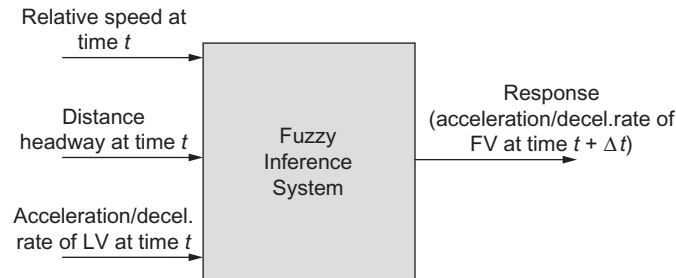 Relative speed at
time t
Distance
headway at time t
Acceleration/decel.
rate of LV at time t
Fuzzy
Inference
System
Response
(acceleration/decel.rate of
FV at time t + Δt)